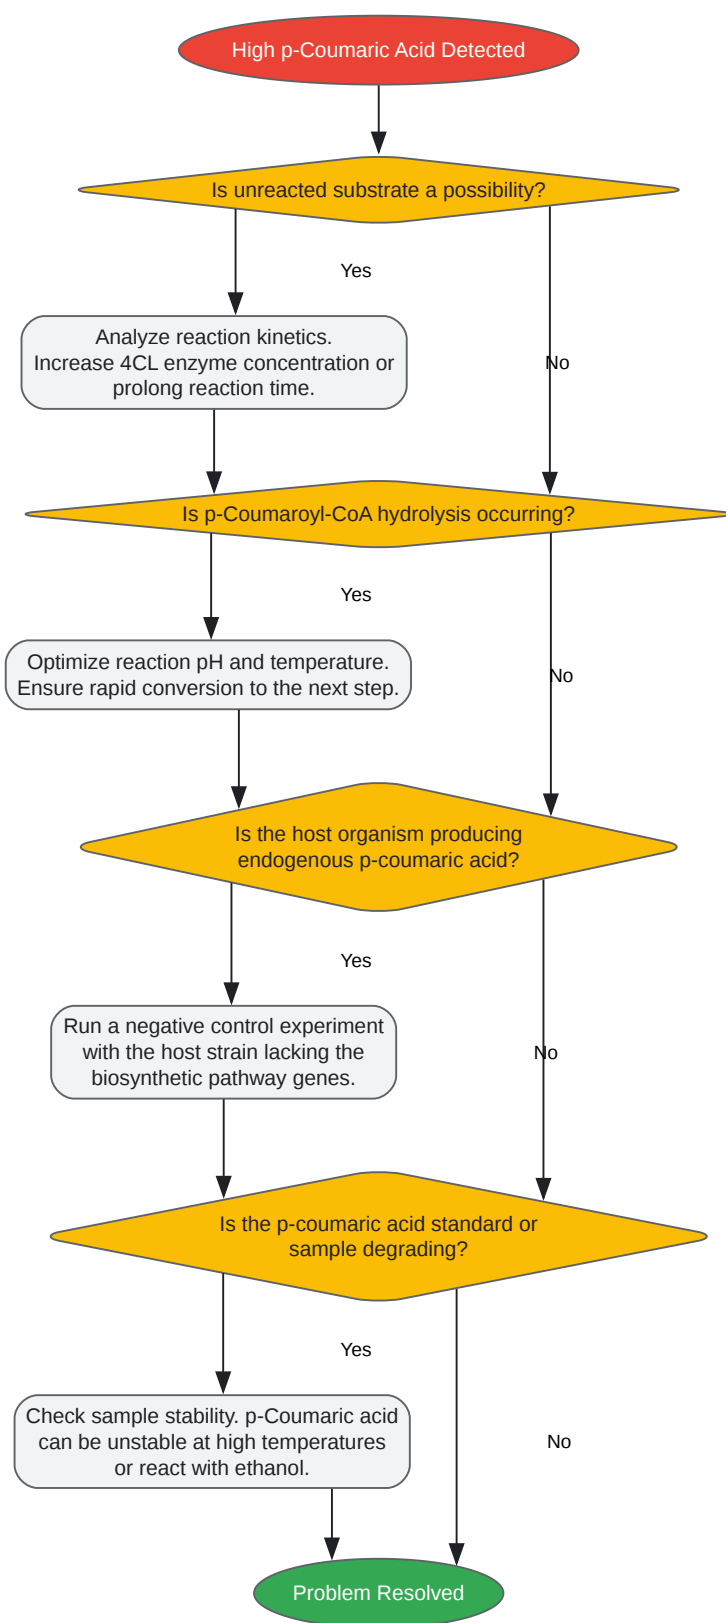 High p-Coumaric Acid Detected
Is unreacted substrate a possibility?
Yes
Analyze reaction kinetics.
Increase 4CL enzyme concentration or
prolong reaction time.
No
Is p-Coumaroyl-CoA hydrolysis occurring?
Yes
Optimize reaction pH and temperature.
Ensure rapid conversion to the next step.
No
Is the host organism producing
endogenous p-coumaric acid?
Yes
Run a negative control experiment
with the host strain lacking the
biosynthetic pathway genes.
No
Is the p-coumaric acid standard or
sample degrading?
Yes
Check sample stability. p-Coumaric acid
can be unstable at high temperatures
or react with ethanol.
No
Problem Resolved